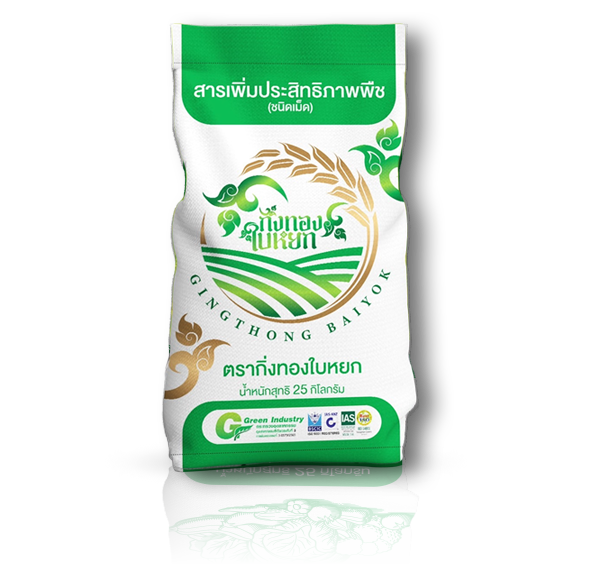 สารเพิ่มประสิทธิภาพพืช
(ชนิดเม็ด)
กิ่งทอง
ใบหยก
GINGTHONG BAIYOK
ตรากิ่งทองใบหยก
น้ำหนักสุทธิ 25 กิโลกรัม
Green Industry
IAS